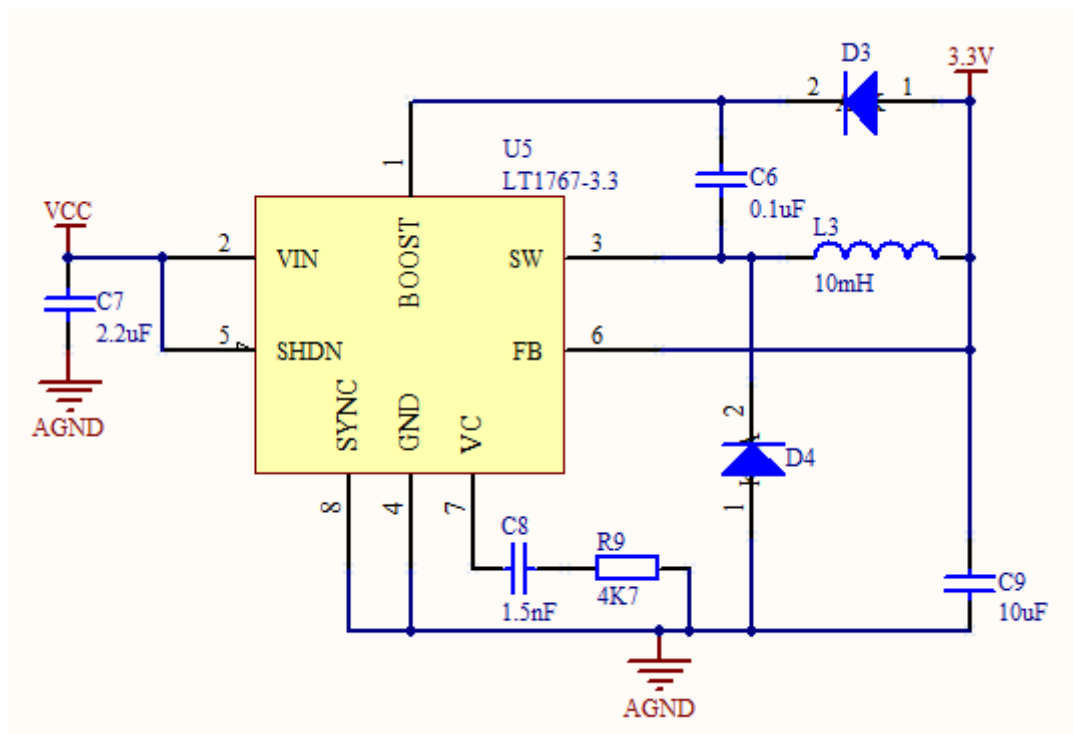 D3
3.3V
2
1
1
U5
LT1767-3.3
C6
0.1uF
VCC
2
VIN
BOOST
SW
3
L3
10mH
C7
2.2uF
5
SHDN
FB
6
AGND
SYNC
GND
VC
2
A
D4
K
1
8
4
7
C8
1.5nF
R9
4K7
C9
10uF
AGND